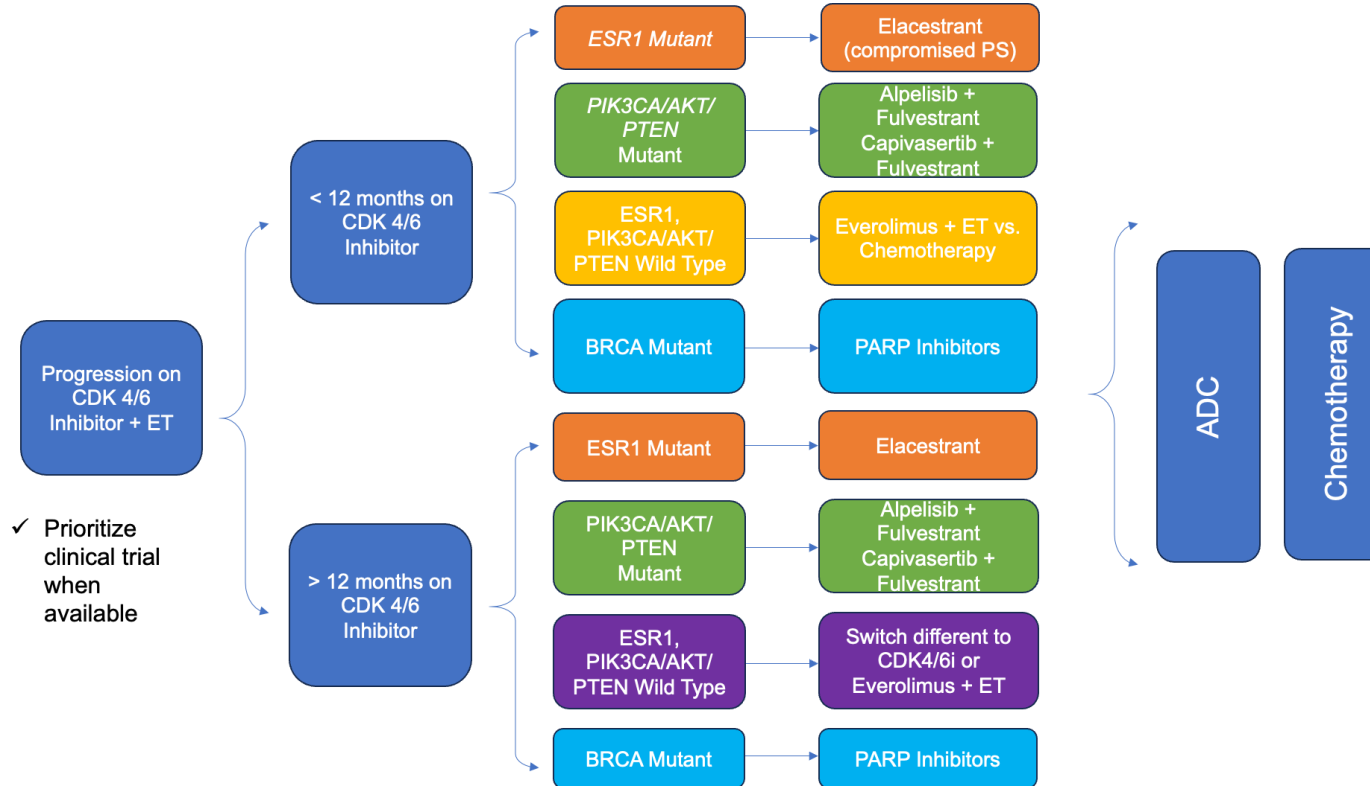 Progression on
CDK 4/6
Inhibitor + ET
✓ Prioritize
clinical trial
when
available
< 12 months on
CDK 4/6
Inhibitor
ESR1 Mutant
Elacestrant
(compromised PS)
PIK3CA/AKT/
PTEN
Mutant
Alpelisib +
Fulvestrant
Capivasertib +
Fulvestrant
ESR1,
PIK3CA/AKT/
PTEN Wild Type
Everolimus + ET vs.
Chemotherapy
BRCA Mutant
PARP Inhibitors
> 12 months on
CDK 4/6
Inhibitor
ESR1 Mutant
Elacestrant
PIK3CA/AKT/
PTEN
Mutant
Alpelisib +
Fulvestrant
Capivasertib +
Fulvestrant
ESR1,
PIK3CA/AKT/
PTEN Wild Type
Switch different to
CDK4/6i or
Everolimus + ET
BRCA Mutant
PARP Inhibitors
ADC
Chemotherapy